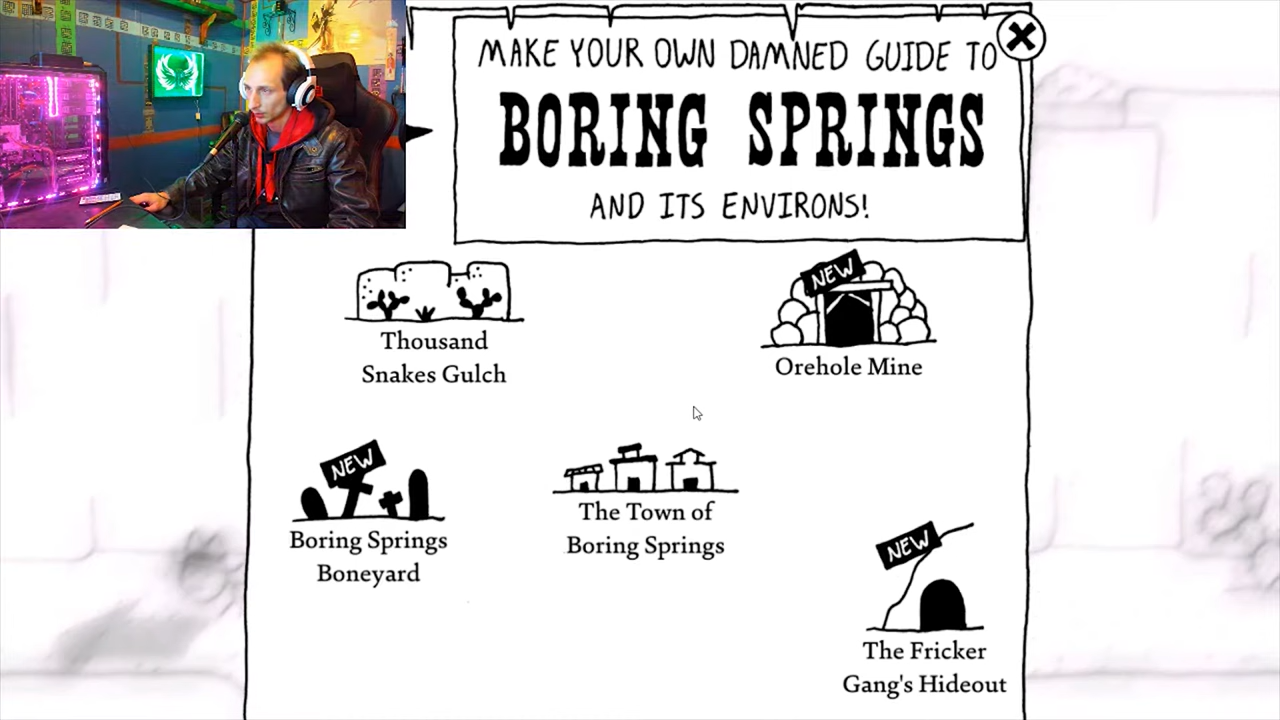 MAKE YOUR OWN DAMNED GUIDE TO
BORING SPRINGS
AND ITS ENVIRONS!
Thousand
Snakes Gulch
NEW
Orehole Mine
NEW
Boring Springs
Boneyard
The Town of
Boring Springs
NEW
The Fricker
Gang's Hideout